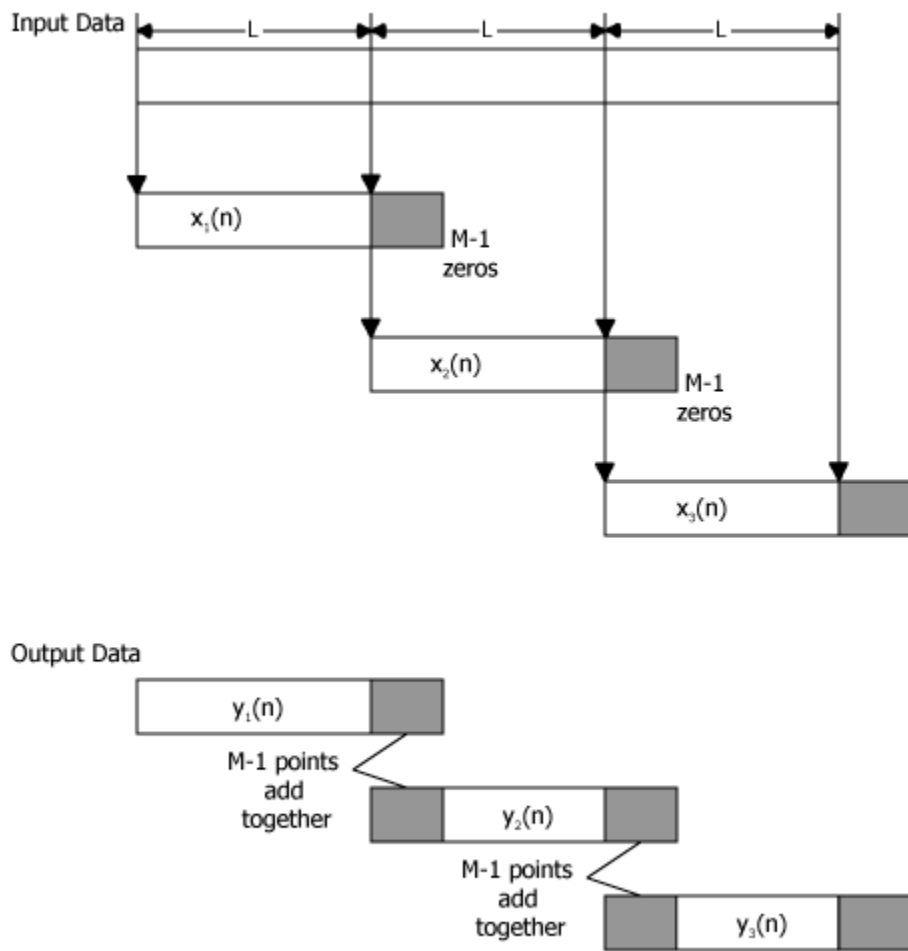 Input Data
L
L
L
x₁(n)
M-1
zeros
x₂(n)
M-1
zeros
x₃(n)
Output Data
y₁(n)
M-1 points
add
together
y₂(n)
M-1 points
add
together
y₃(n)